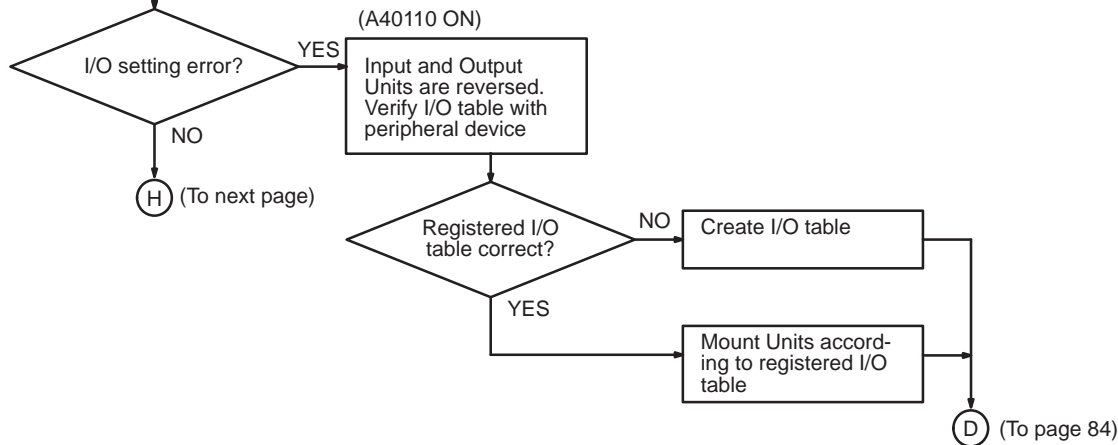 (A40110 ON)
I/O setting error?
YES
Input and Output
Units are reversed.
Verify I/O table with
peripheral device
NO
H (To next page)
Registered I/O
table correct?
NO
Create I/O table
YES
Mount Units accord-
ing to registered I/O
table
D (To page 84)